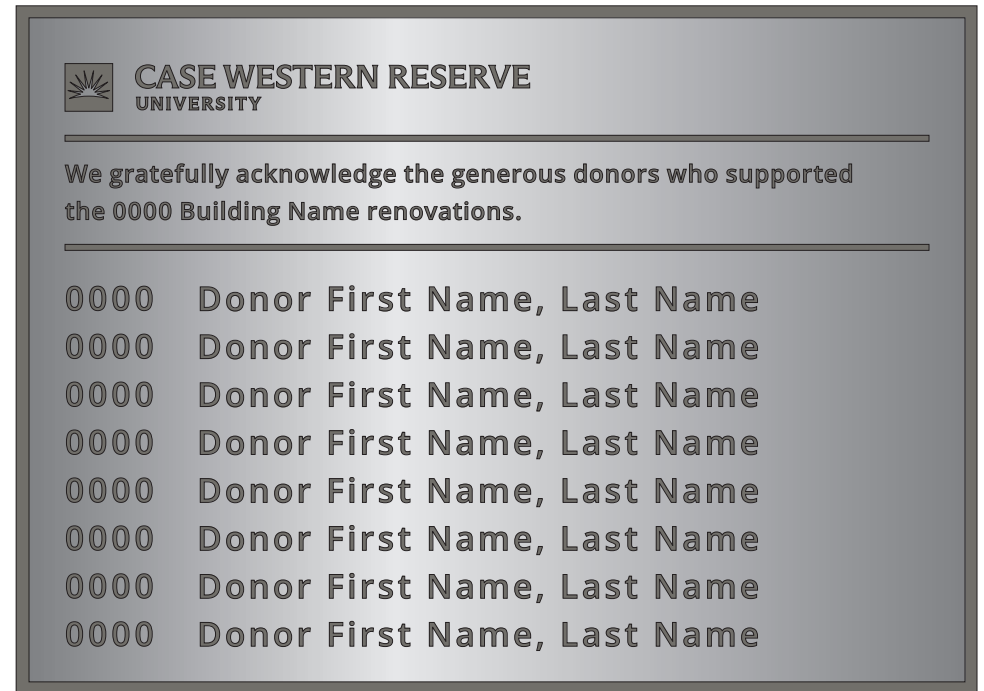 CASE WESTERN RESERVE
UNIVERSITY
We gratefully acknowledge the generous donors who supported
the 0000 Building Name renovations.
0000 Donor First Name, Last Name
0000 Donor First Name, Last Name
0000 Donor First Name, Last Name
0000 Donor First Name, Last Name
0000 Donor First Name, Last Name
0000 Donor First Name, Last Name
0000 Donor First Name, Last Name
0000 Donor First Name, Last Name